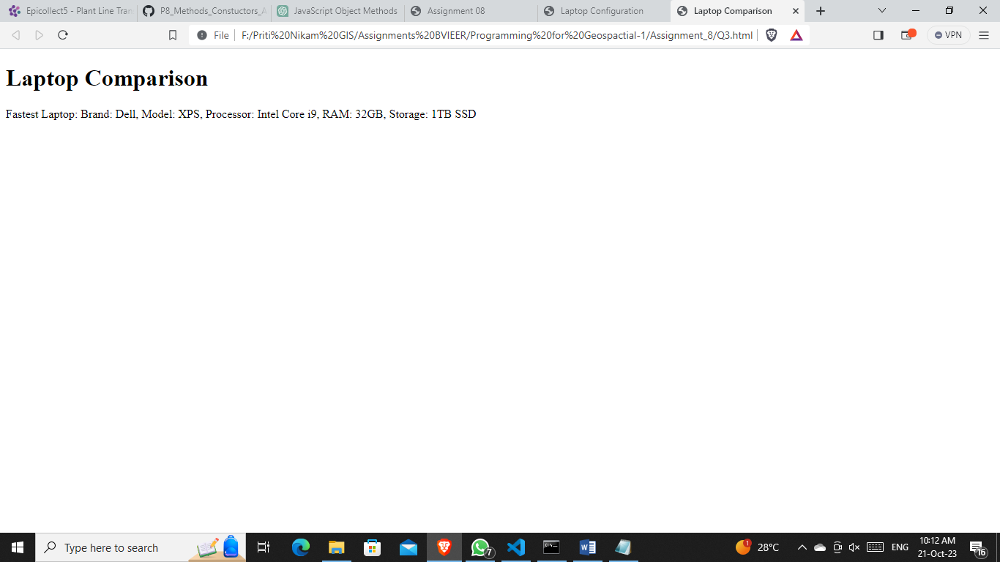 Epicollect5 - Plant Line Tran
P8_Methods_Constuctors_A
JavaScript Object Methods
Assignment 08
Laptop Configuration
Laptop Comparison
File
F:/Priti%20Nikam%20GIS/Assignments%20BVIEER/Programming%20for%20Geospactial-1/Assignment_8/Q3.html
VPN
Laptop Comparison
Fastest Laptop: Brand: Dell, Model: XPS, Processor: Intel Core i9, RAM: 32GB, Storage: 1TB SSD
Type here to search
7
1
28°C
ENG
10:12 AM
21-Oct-23
16